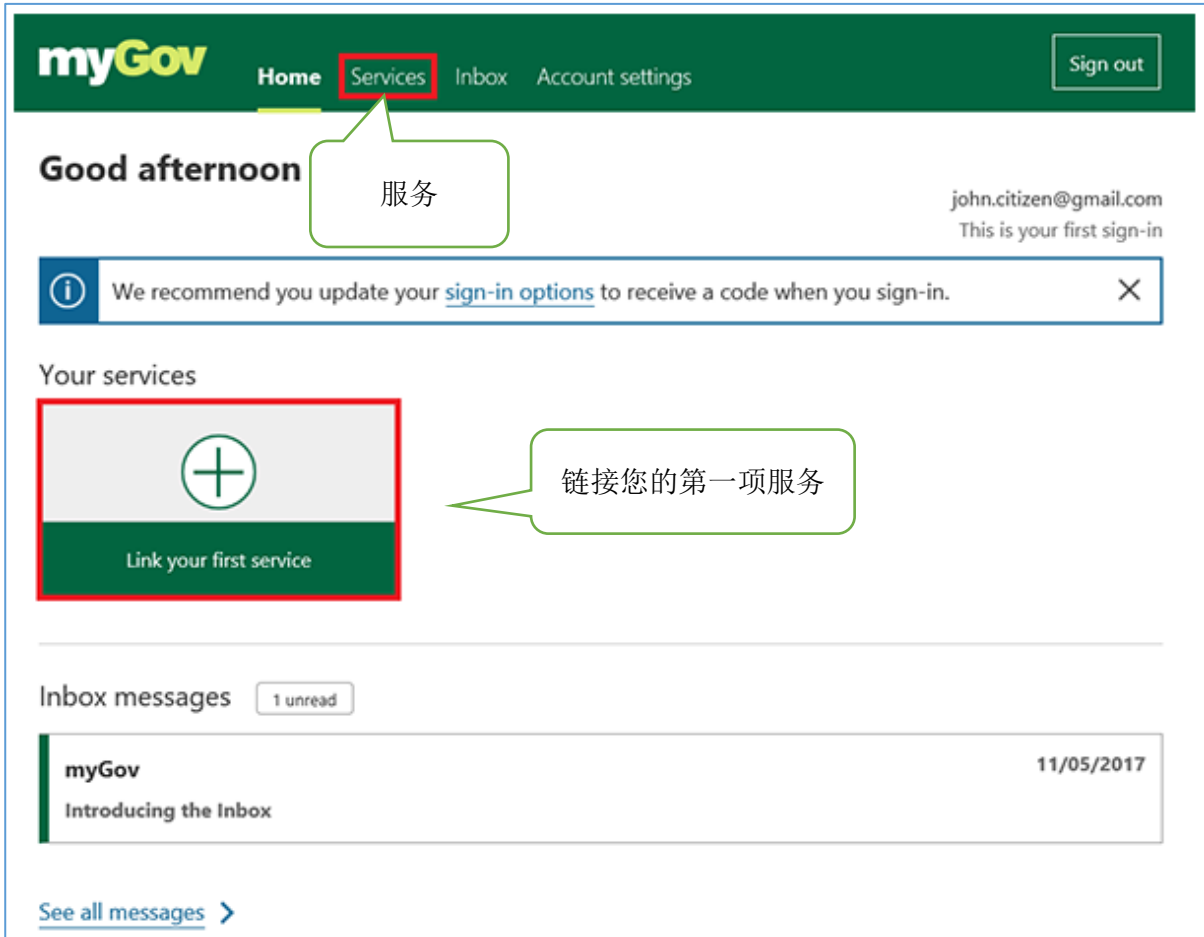 myGov
Home Services Inbox Account settings
Sign out
Good afternoon
服务
john.citizen@gmail.com
This is your first sign-in
We recommend you update your sign-in options to receive a code when you sign-in.
Your services
链接您的第一项服务
Link your first service
Inbox messages 1 unread
myGov 11/05/2017
Introducing the Inbox
See all messages